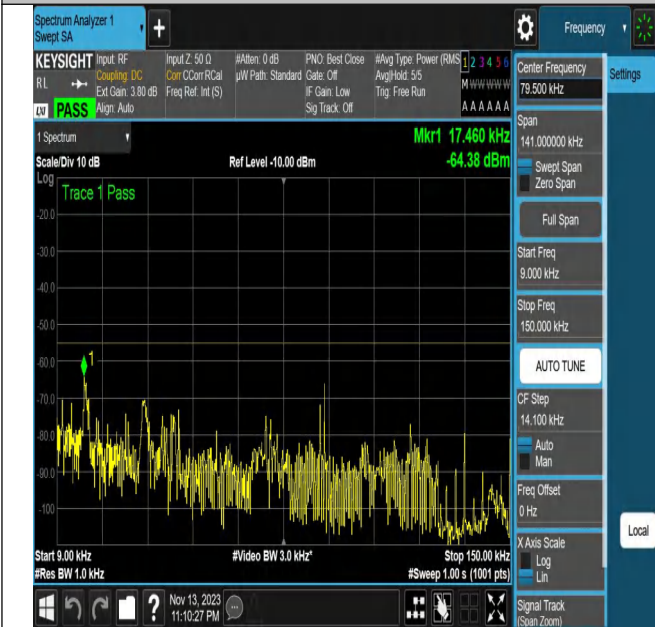 Spectrum Analyzer 1
Swept SA
+
Frequency
KEYSIGHT
RL
LXI
PASS
Input: RF
Coupling: DC
Ext Gain: 3.80 dB
Align: Auto
Input Z: 50 Ω
Corr CCorr RCal
Freq Ref: Int (S)
#Atten: 0 dB
µW Path: Standard
PNO: Best Close
Gate: Off
IF Gain: Low
Sig Track: Off
#Avg Type: Power (RMS
Avg|Hold: 5/5
Trig: Free Run
1 2 3 4 5 6
M W W W W W
A A A A A A
1 Spectrum
Scale/Div 10 dB
Ref Level -10.00 dBm
Mkr1 17.460 kHz
-64.38 dBm
Log
Trace 1 Pass
-20.0
-30.0
-40.0
-50.0
-60.0
-70.0
-80.0
-90.0
-100
1
Start 9.00 kHz
#Video BW 3.0 kHz*
Stop 150.00 kHz
#Res BW 1.0 kHz
#Sweep 1.00 s (1001 pts)
?
Nov 13, 2023
11:10:27 PM
Center Frequency
79.500 kHz
Settings
Span
141.000000 kHz
Swept Span
Zero Span
Full Span
Start Freq
9.000 kHz
Stop Freq
150.000 kHz
AUTO TUNE
CF Step
14.100 kHz
Auto
Man
Freq Offset
0 Hz
X Axis Scale
Log
Lin
Local
Signal Track
(Span Zoom)